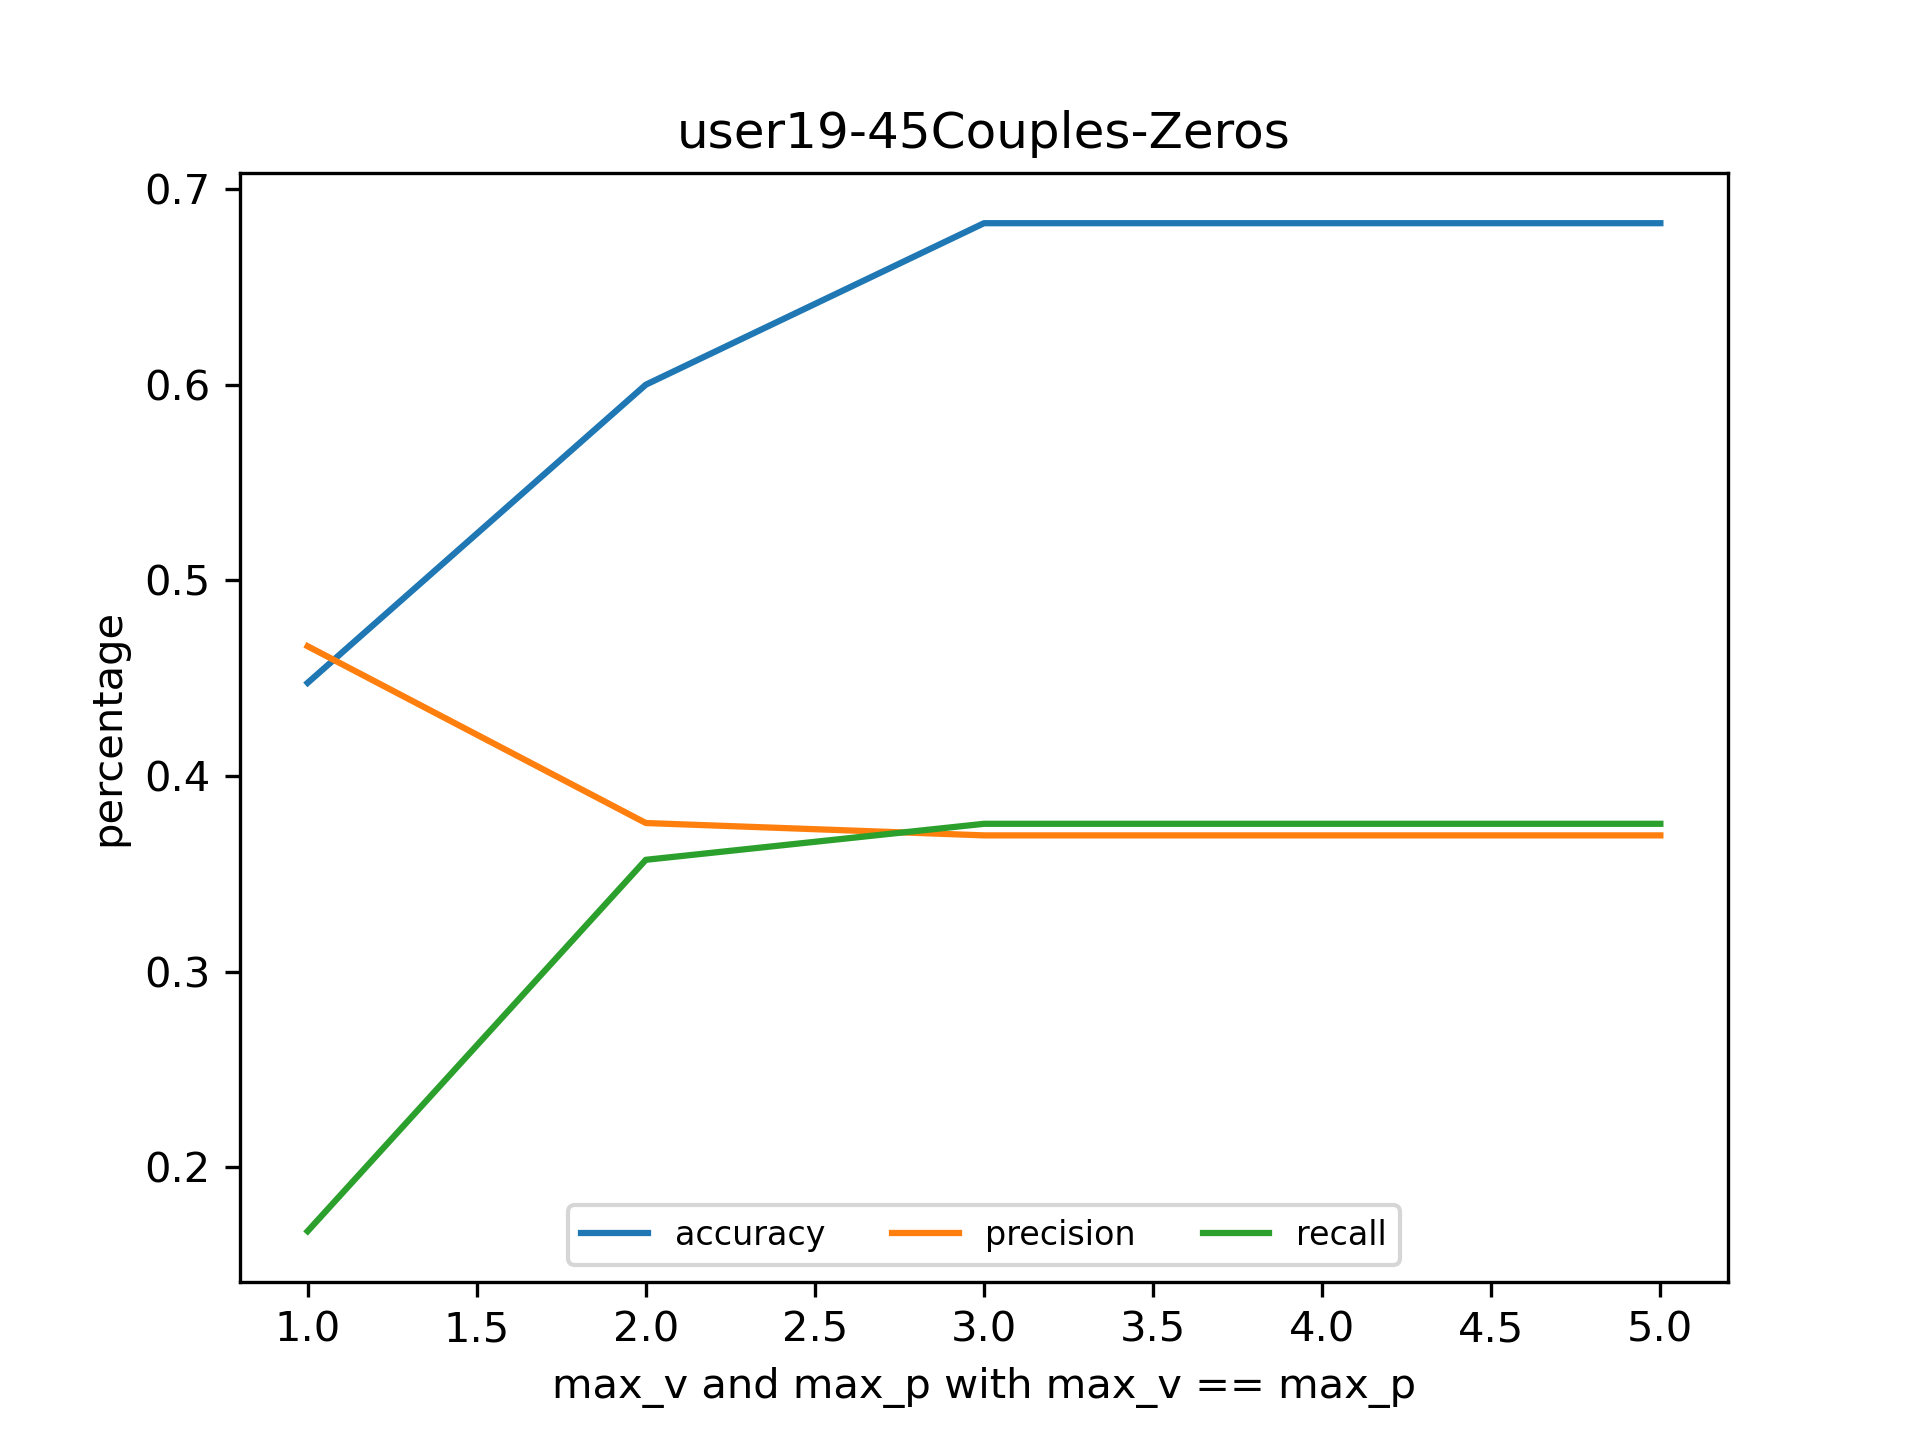 user19-45Couples-Zeros
percentage
0.7
0.6
0.5
0.4
0.3
0.2
accuracy precision recall
1.0 1.5 2.0 2.5 3.0 3.5 4.0 4.5 5.0
max_v and max_p with max_v == max_p